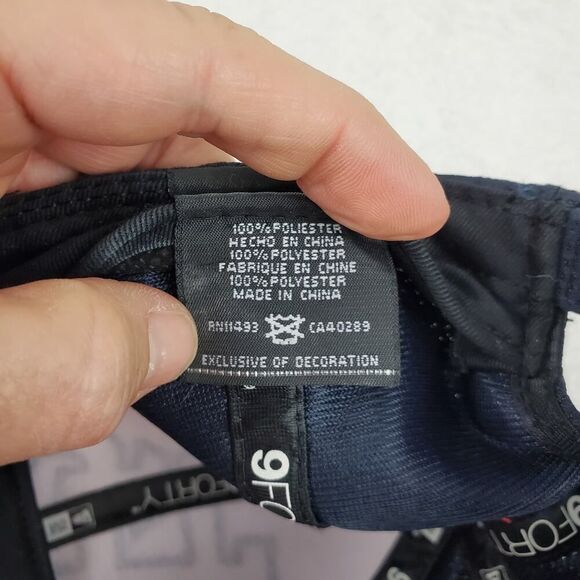 100% POLIESTER
HECHO EN CHINA
100% POLYESTER
FABRIQUE EN CHINE
100% POLYESTER
MADE IN CHINA
RN11493 CA40289
EXCLUSIVE OF DECORATION
9FORTY
9FORTY
9FORTY